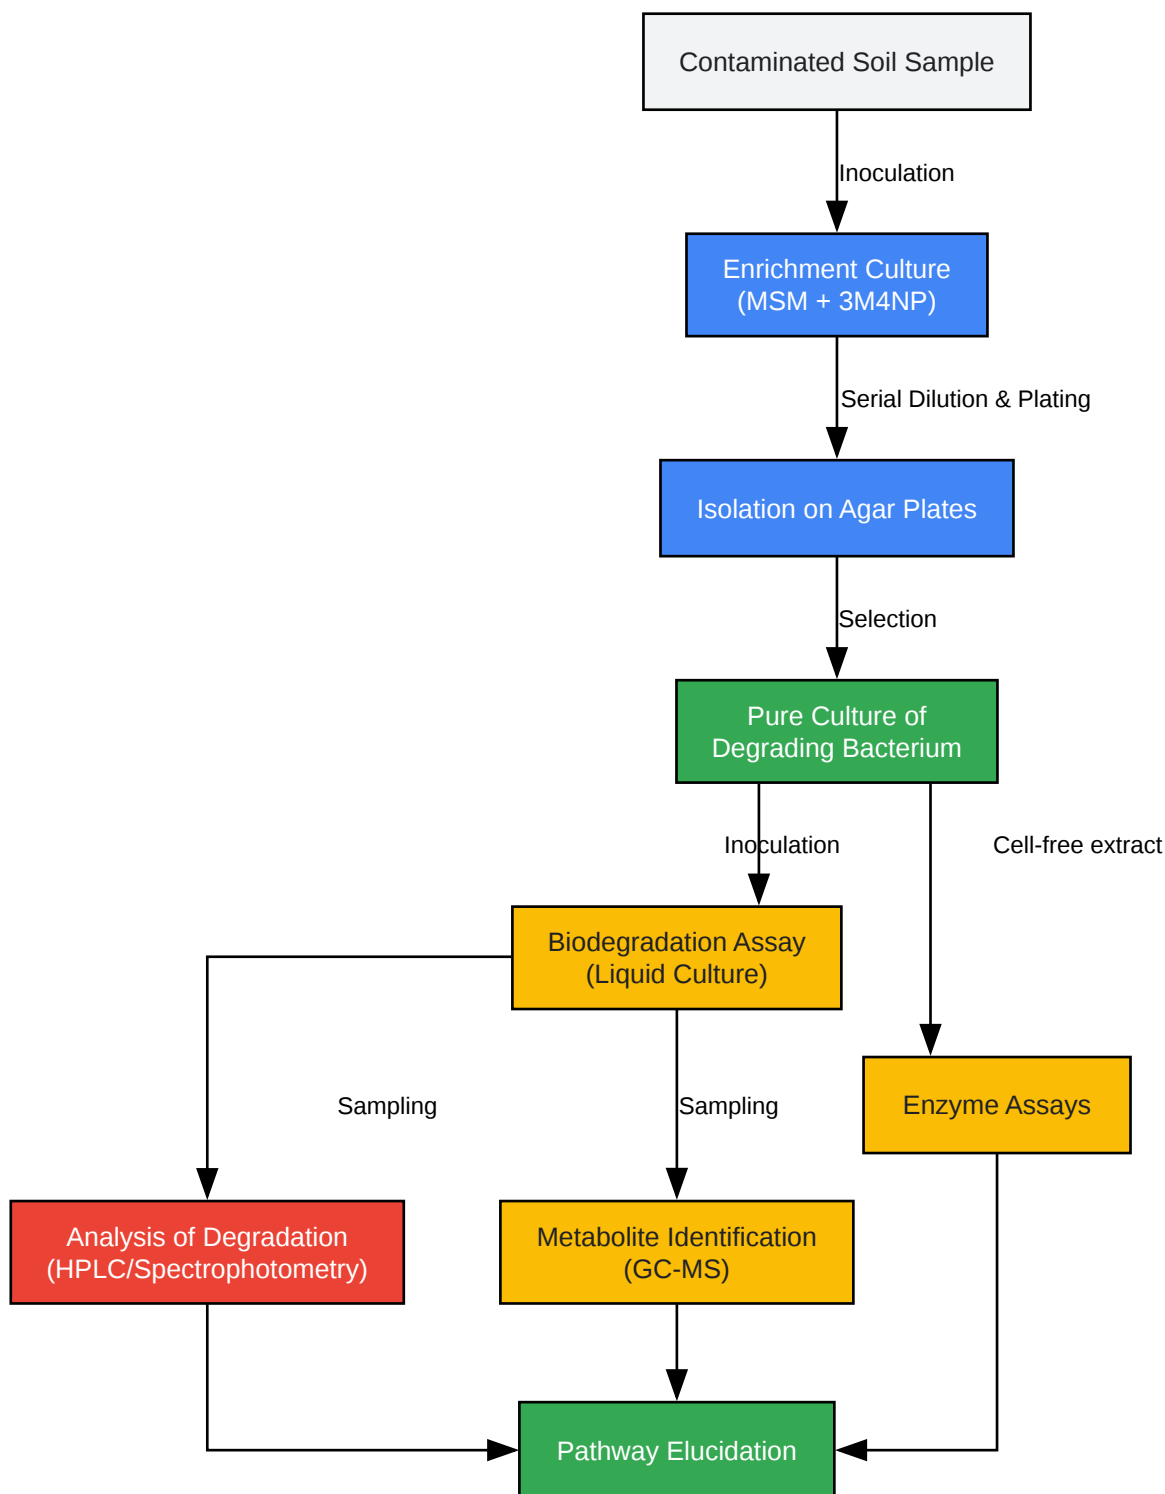 Contaminated Soil Sample
Inoculation
Enrichment Culture
(MSM + 3M4NP)
Serial Dilution & Plating
Isolation on Agar Plates
Selection
Pure Culture of
Degrading Bacterium
Inoculation
Cell-free extract
Biodegradation Assay
(Liquid Culture)
Sampling
Sampling
Enzyme Assays
Analysis of Degradation
(HPLC/Spectrophotometry)
Metabolite Identification
(GC-MS)
Pathway Elucidation